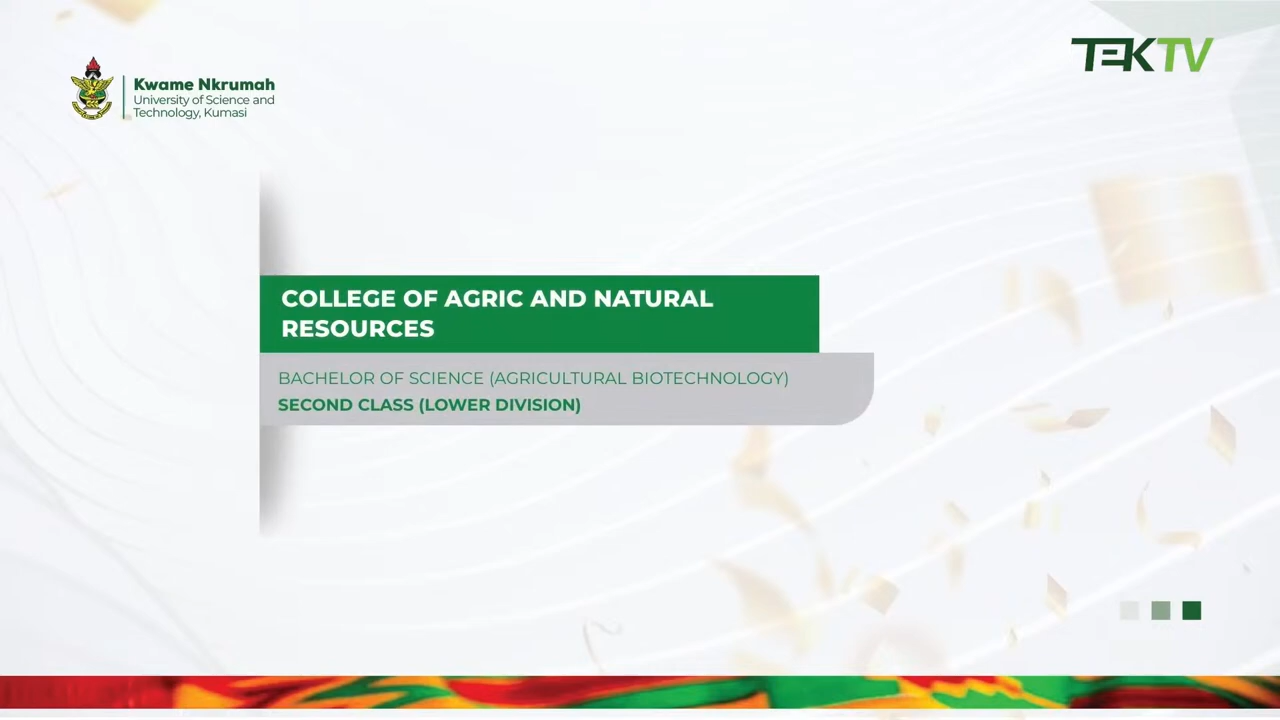 Kwame Nkrumah
University of Science and
Technology, Kumasi
TEKTV
COLLEGE OF AGRIC AND NATURAL
RESOURCES
BACHELOR OF SCIENCE (AGRICULTURAL BIOTECHNOLOGY)
SECOND CLASS (LOWER DIVISION)